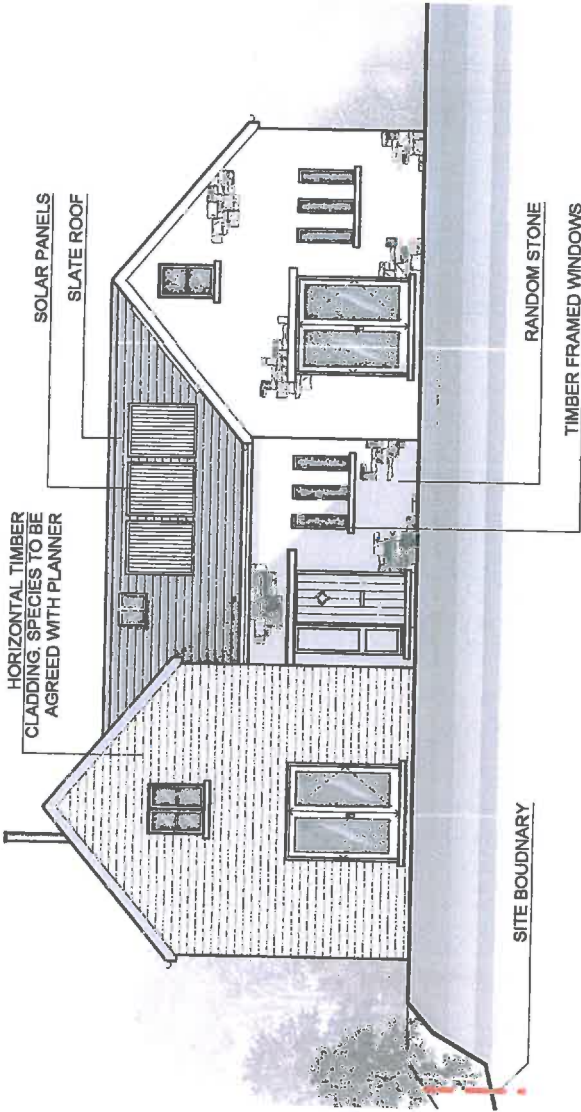 HORIZONTAL TIMBER
CLADDING, SPECIES TO BE
AGREED WITH PLANNER
SOLAR PANELS
SLATE ROOF
SITE BOUDNARY
RANDOM STONE
TIMBER FRAMED WINDOWS